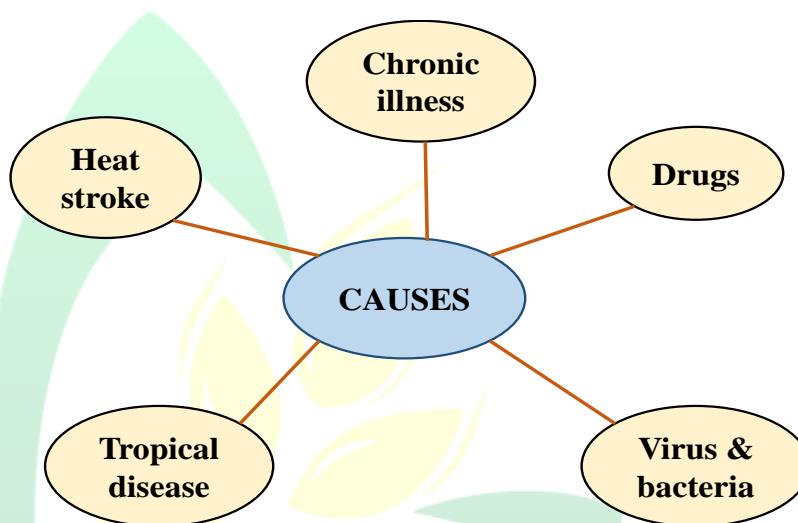 Chronic
illness
Heat
stroke
Drugs
CAUSES
Tropical
disease
Virus &
bacteria